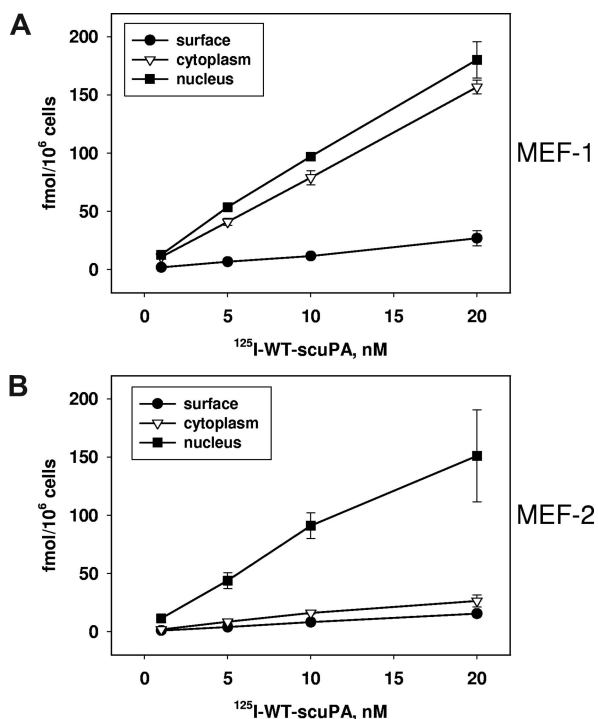 A
200
150
100
50
0
fmol/10⁶ cells
surface
cytoplasm
nucleus
MEF-1
0 5 10 15 20
¹²⁵I-WT-scuPA, nM
B
200
150
100
50
0
fmol/10⁶ cells
surface
cytoplasm
nucleus
MEF-2
0 5 10 15 20
¹²⁵I-WT-scuPA, nM